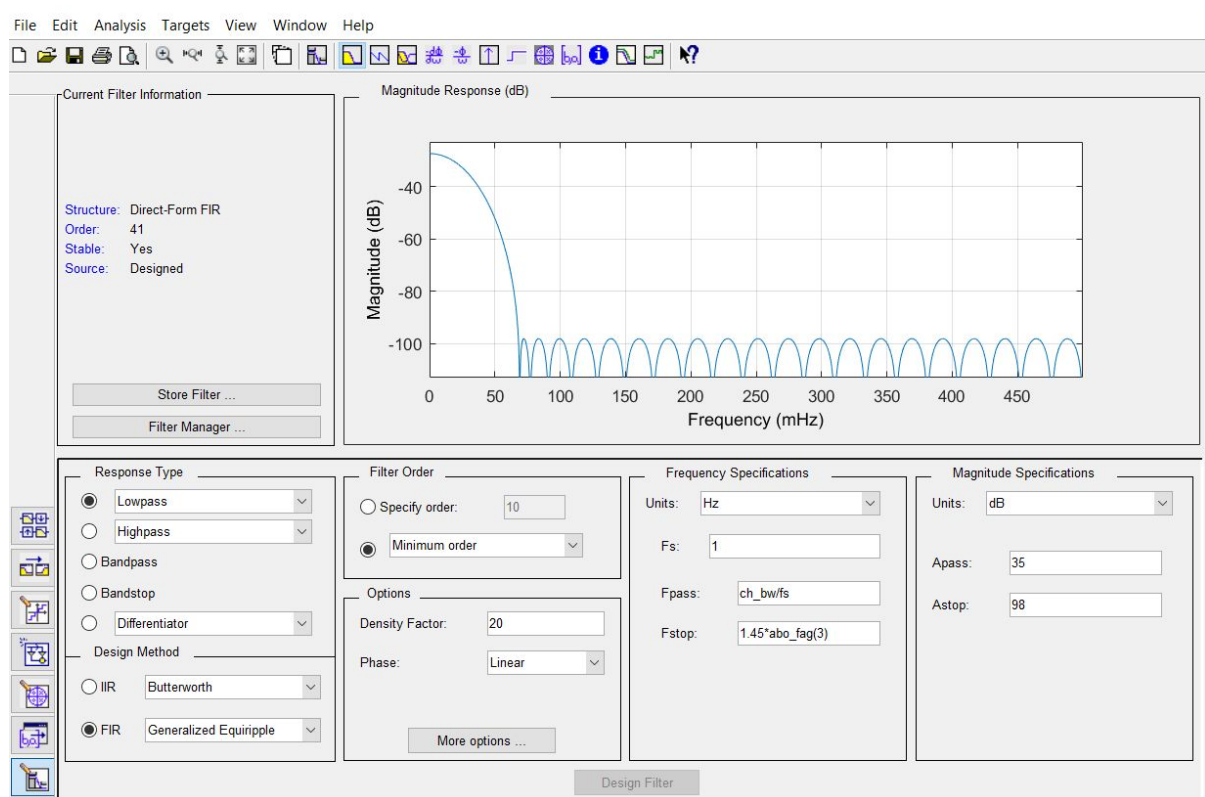 File Edit Analysis Targets View Window Help
Current Filter Information
Structure: Direct-Form FIR
Order: 41
Stable: Yes
Source: Designed
Store Filter ...
Filter Manager ...
Magnitude Response (dB)
Magnitude (dB)
-40
-60
-80
-100
0 50 100 150 200 250 300 350 400 450
Frequency (mHz)
Response Type
Lowpass
Highpass
Bandpass
Bandstop
Differentiator
Design Method
IIR Butterworth
FIR Generalized Equiripple
Filter Order
Specify order: 10
Minimum order
Options
Density Factor: 20
Phase: Linear
More options ...
Frequency Specifications
Units: Hz
Fs: 1
Fpass: ch_bw/fs
Fstop: 1.45*abo_fag(3)
Magnitude Specifications
Units: dB
Apass: 35
Astop: 98
Design Filter